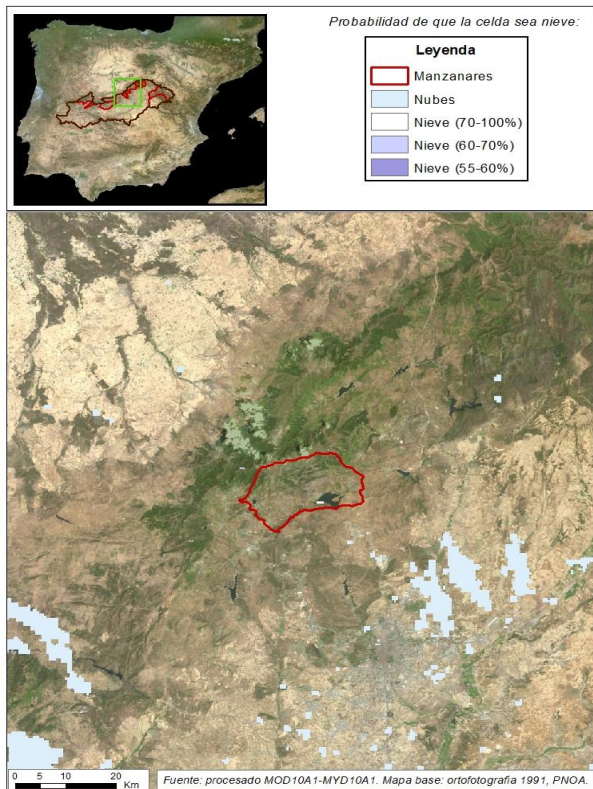 Probabilidad de que la celda sea nieve:
Leyenda
Manzanares
Nubes
Nieve (70-100%)
Nieve (60-70%)
Nieve (55-60%)
0 5 10 20
Km
Fuente: procesado MOD10A1-MYD10A1. Mapa base: ortofotografia 1991, PNOA.